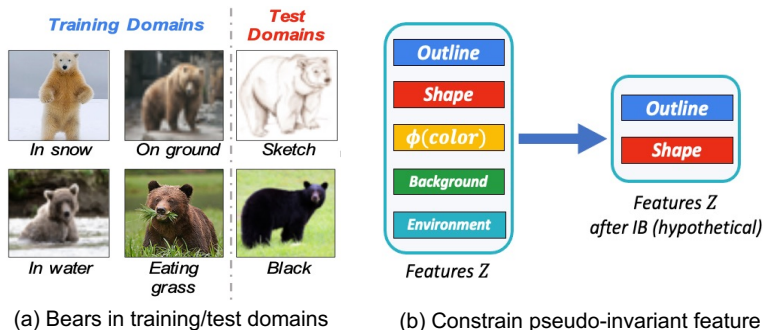 Training Domains
Test
Domains
In snow
On ground
Sketch
In water
Eating
grass
Black
(a) Bears in training/test domains
Outline
Shape
ϕ(color)
Background
Environment
Features Z
Outline
Shape
Features Z
after IB (hypothetical)
(b) Constrain pseudo-invariant feature